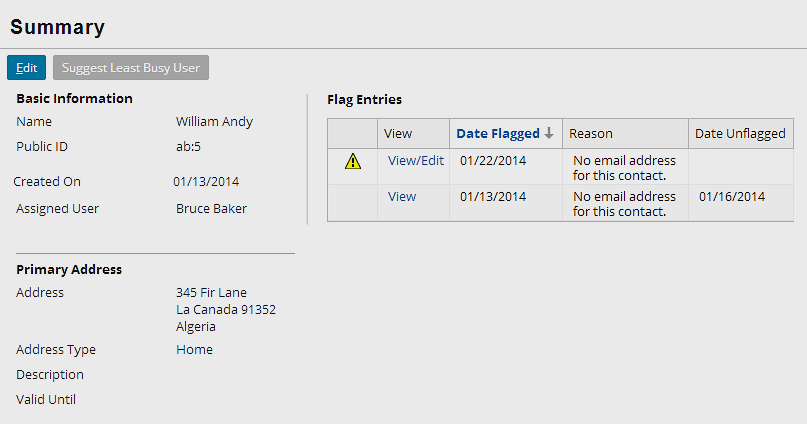 Summary
Edit Suggest Least Busy User
Basic Information
Name William Andy
Public ID ab:5
Created On 01/13/2014
Assigned User Bruce Baker
Flag Entries
View Date Flagged Reason Date Unflagged
View/Edit 01/22/2014 No email address
for this contact.
View 01/13/2014 No email address 01/16/2014
for this contact.
Primary Address
Address 345 Fir Lane
La Canada 91352
Algeria
Address Type Home
Description
Valid Until